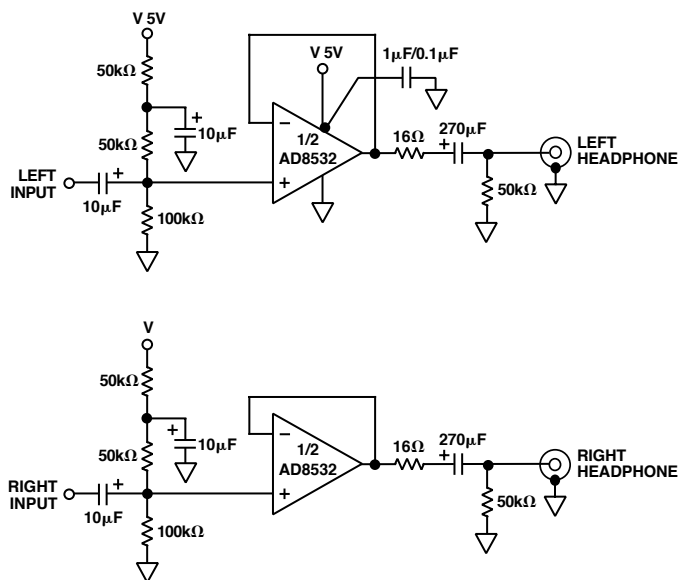 V 5V
50kΩ
50kΩ
10µF
LEFT
INPUT
10µF
100kΩ
V 5V
1µF/0.1µF
1/2
AD8532
16Ω
270µF
50kΩ
LEFT
HEADPHONE
V
50kΩ
50kΩ
10µF
RIGHT
INPUT
10µF
100kΩ
1/2
AD8532
16Ω
270µF
50kΩ
RIGHT
HEADPHONE